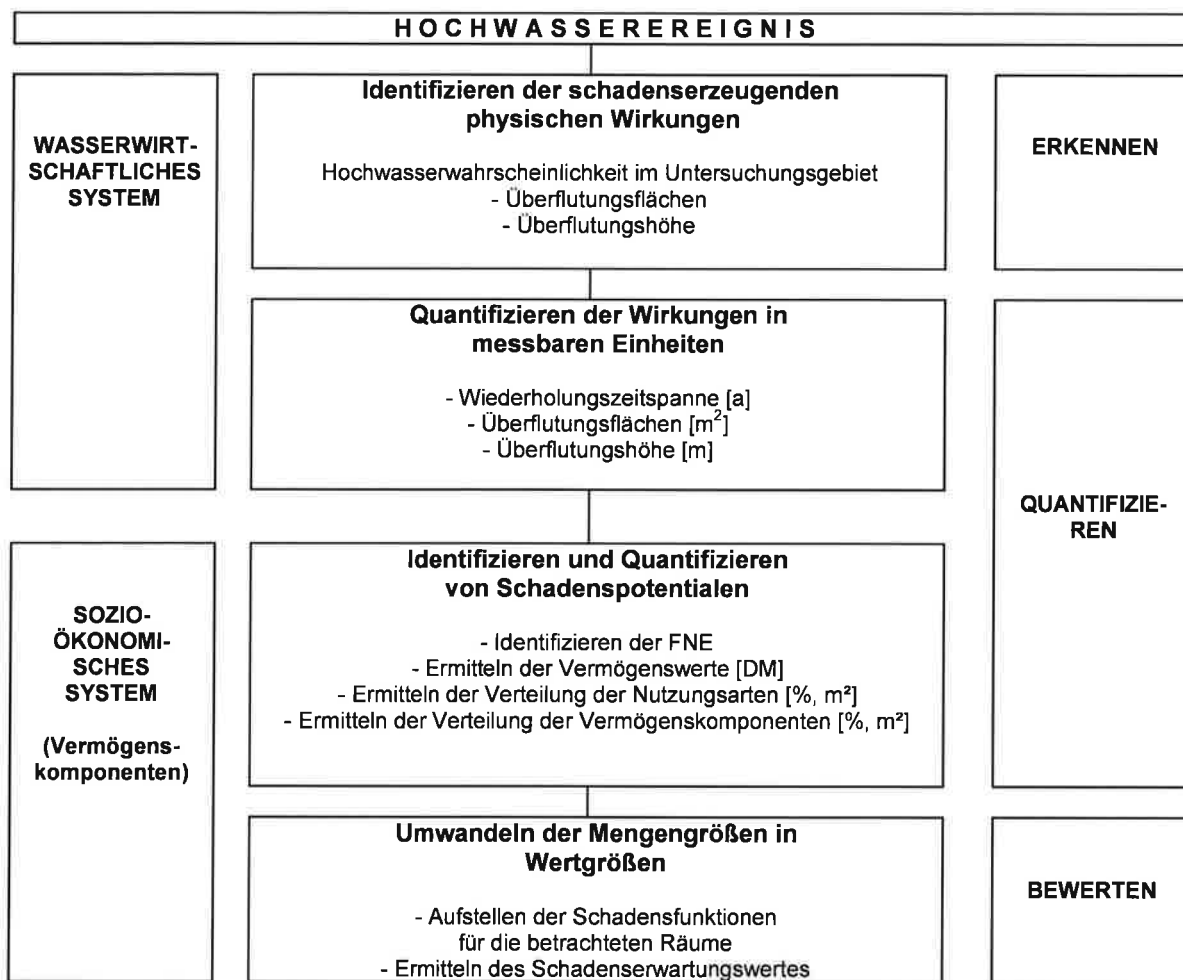 HOCHWASSEREREIGNIS
WASSERWIRT-
SCHAFTLICHES
SYSTEM
Identifizieren der schadenserzeugenden
physischen Wirkungen
Hochwasserwahrscheinlichkeit im Untersuchungsgebiet
- Überflutungsflächen
- Überflutungshöhe
ERKENNEN
Quantifizieren der Wirkungen in
messbaren Einheiten
- Wiederholungszeitspanne [a]
- Überflutungsflächen [m²]
- Überflutungshöhe [m]
QUANTIFIZIE-
REN
SOZIO-
ÖKONOMI-
SCHES
SYSTEM
(Vermögens-
komponenten)
Identifizieren und Quantifizieren
von Schadenspotentialen
- Identifizieren der FNE
- Ermitteln der Vermögenswerte [DM]
- Ermitteln der Verteilung der Nutzungsarten [%, m²]
- Ermitteln der Verteilung der Vermögenskomponenten [%, m²]
Umwandeln der Mengengrößen in
Wertgrößen
- Aufstellen der Schadensfunktionen
für die betrachteten Räume
- Ermitteln des Schadenserwartungswertes
BEWERTEN